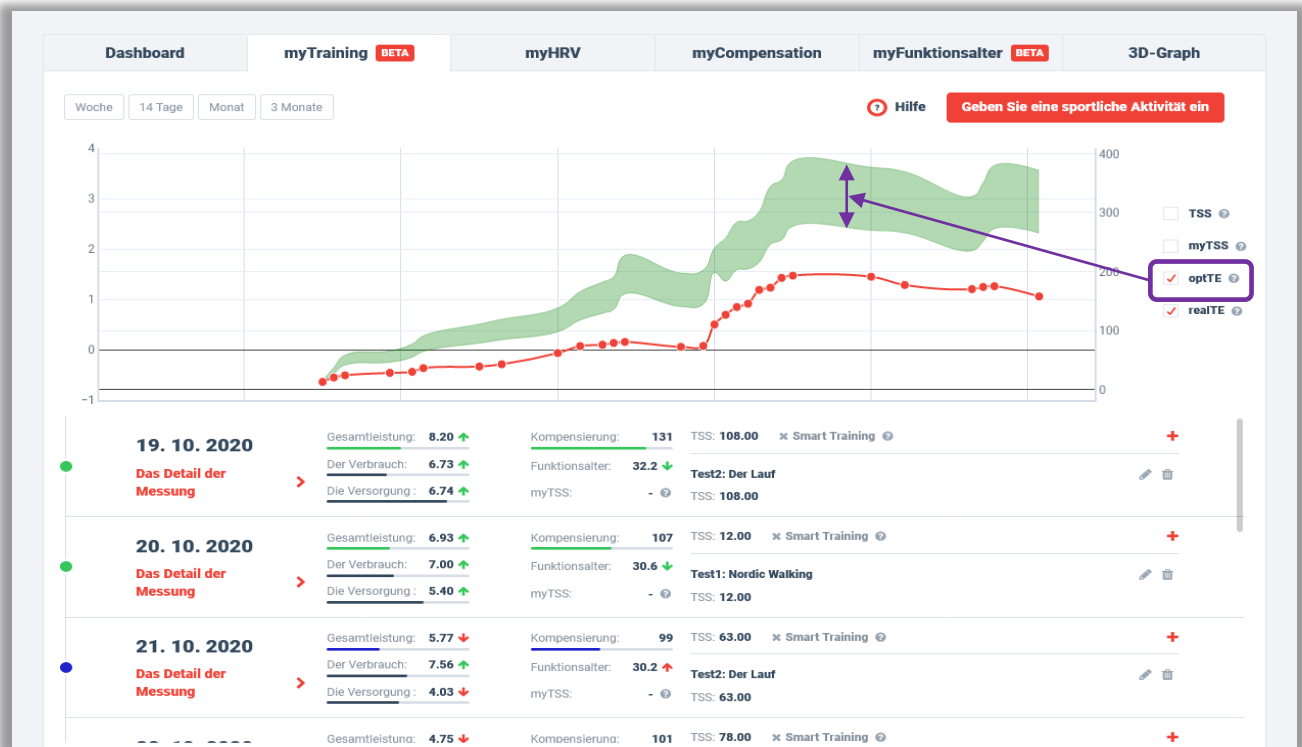 Dashboard
myTraining BETA
myHRV
myCompensation
myFunktionsalter BETA
3D-Graph
Woche
14 Tage
Monat
3 Monate
? Hilfe
Geben Sie eine sportliche Aktivität ein
4
3
2
1
0
−1
400
300
200
100
0
TSS ?
myTSS ?
optTE ?
realTE ?
19. 10. 2020
Das Detail der
Messung
Gesamtleistung: 8.20
Der Verbrauch: 6.73
Die Versorgung : 6.74
Kompensierung: 131
Funktionsalter: 32.2
myTSS: - ?
TSS: 108.00 × Smart Training ?
Test2: Der Lauf
TSS: 108.00
20. 10. 2020
Das Detail der
Messung
Gesamtleistung: 6.93
Der Verbrauch: 7.00
Die Versorgung : 5.40
Kompensierung: 107
Funktionsalter: 30.6
myTSS: - ?
TSS: 12.00 × Smart Training ?
Test1: Nordic Walking
TSS: 12.00
21. 10. 2020
Das Detail der
Messung
Gesamtleistung: 5.77
Der Verbrauch: 7.56
Die Versorgung : 4.03
Kompensierung: 99
Funktionsalter: 30.2
myTSS: - ?
TSS: 63.00 × Smart Training ?
Test2: Der Lauf
TSS: 63.00
Gesamtleistung: 4.75
Kompensierung: 101
TSS: 78.00 × Smart Training ?